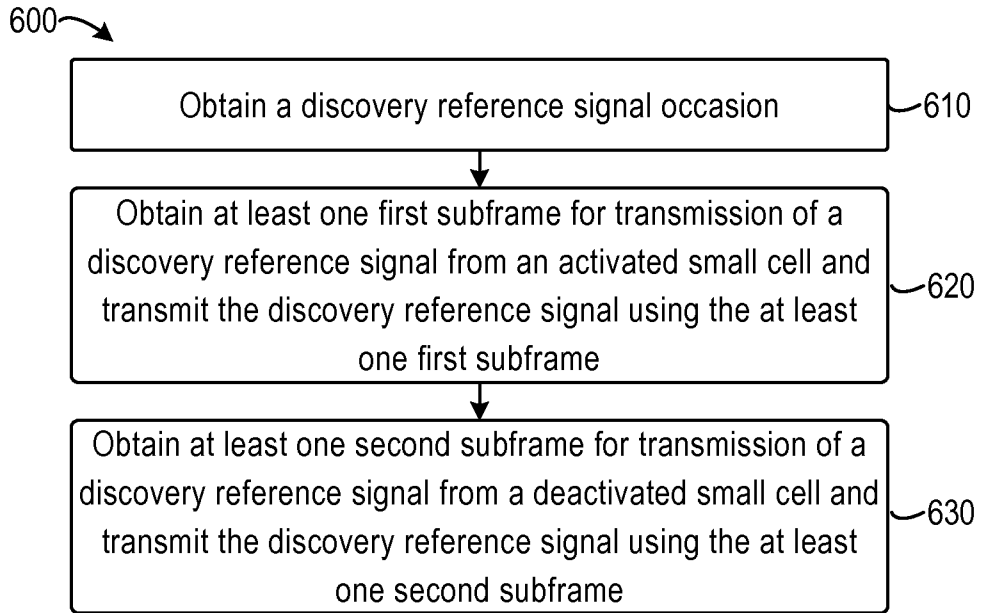 600
Obtain a discovery reference signal occasion
610
Obtain at least one first subframe for transmission of a
discovery reference signal from an activated small cell and
transmit the discovery reference signal using the at least
one first subframe
620
Obtain at least one second subframe for transmission of a
discovery reference signal from a deactivated small cell and
transmit the discovery reference signal using the at least
one second subframe
630